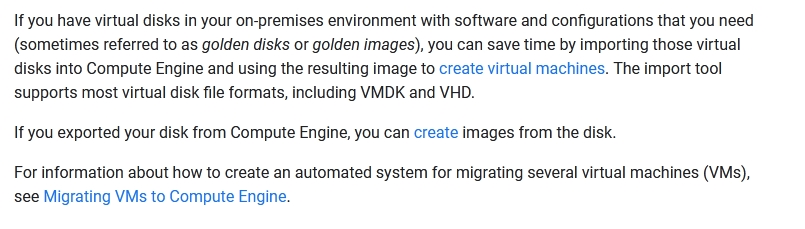 If you have virtual disks in your on-premises environment with software and configurations that you need
(sometimes referred to as golden disks or golden images), you can save time by importing those virtual
disks into Compute Engine and using the resulting image to create virtual machines. The import tool
supports most virtual disk file formats, including VMDK and VHD.
If you exported your disk from Compute Engine, you can create images from the disk.
For information about how to create an automated system for migrating several virtual machines (VMs),
see Migrating VMs to Compute Engine.